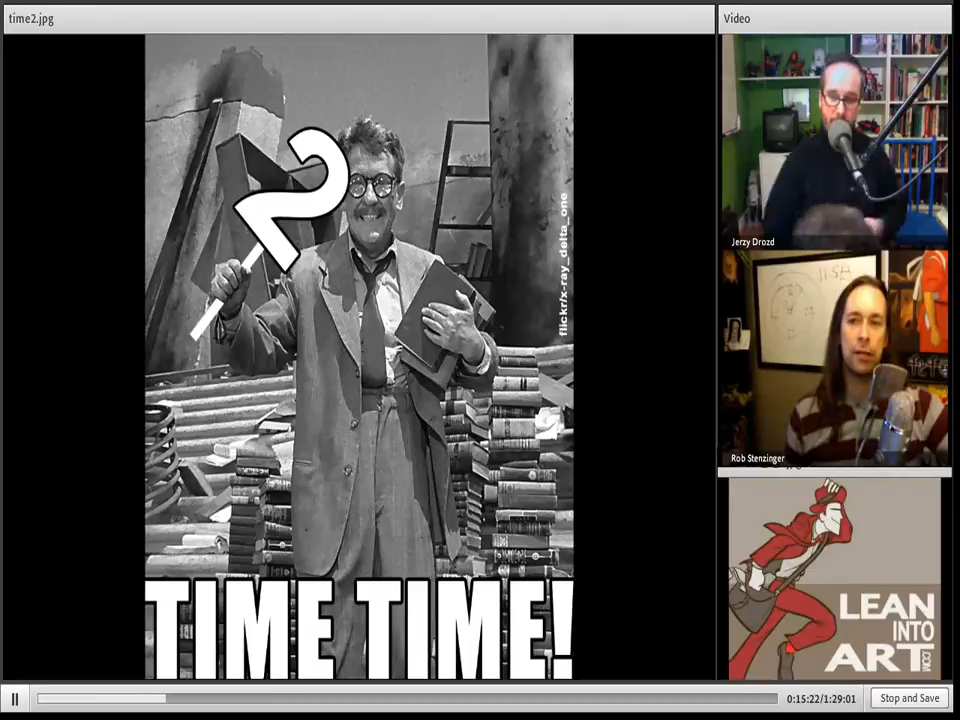 time2.jpg
Video
2
flickr/x-ray_delta_one
TIME TIME!
Jerzy Drozd
Rob Stenzinger
LEAN
INTO
ART
.COM
0:15:22/1:29:01
Stop and Save